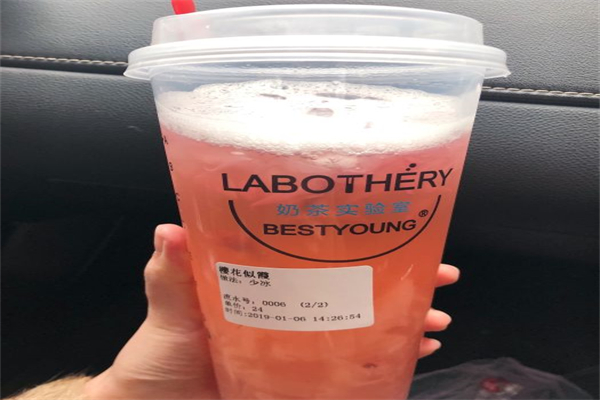 LABOTHERY
奶茶实验室
BESTYOUNG®
樱花似霞
做法: 少冰
流水号: 0006 (2/2)
单价: 24
时间:2019-01-06 14:26:54
A
B
C